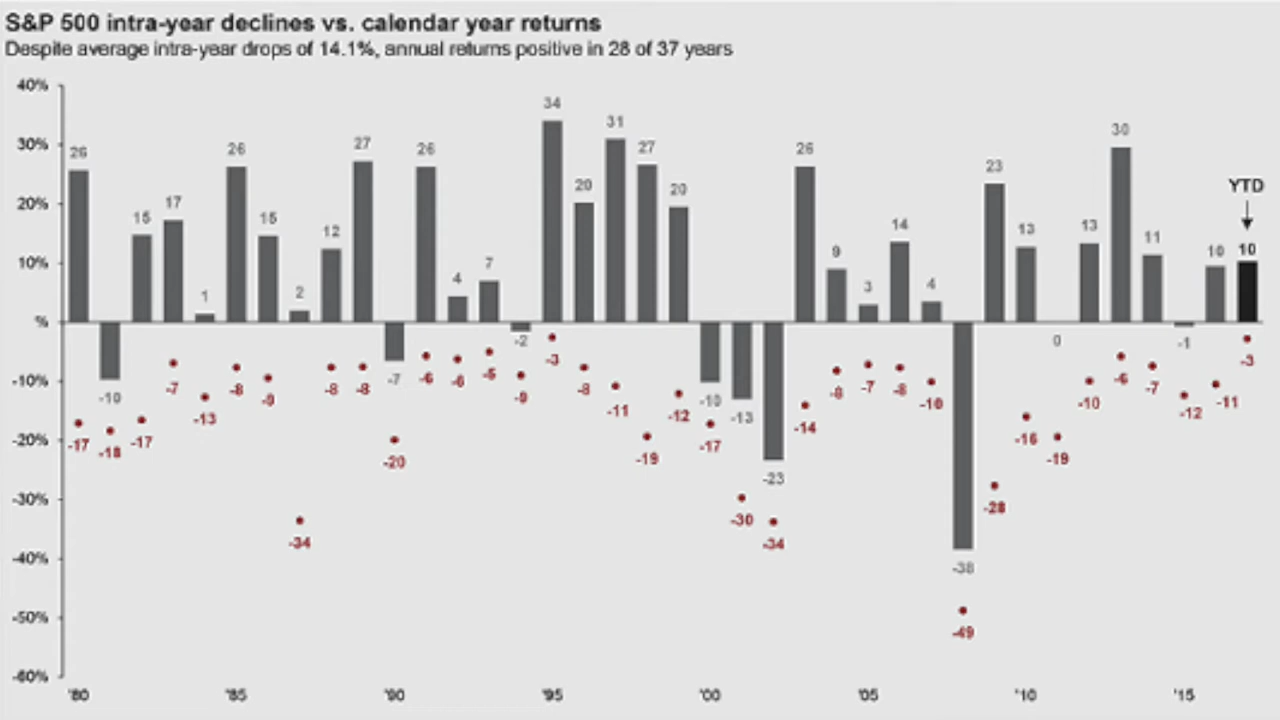 S&P 500 intra-year declines vs. calendar year returns
Despite average intra-year drops of 14.1%, annual returns positive in 28 of 37 years
40%
30%
20%
10%
%
-10%
-20%
-30%
-40%
-50%
-60%
26 -10 15 17 1 26 15 2 12 27 -7 26 4 7 -2 34 20 31 27 20 -10 -13 -23 26 9 3 14 4 -38 23 13 0 13 30 11 -1 10 10
YTD
-17 -18 -17 -7 -13 -8 -9 -34 -8 -8 -20 -6 -6 -5 -9 -3 -8 -11 -19 -12 -17 -30 -34 -14 -8 -7 -8 -10 -49 -28 -16 -19 -10 -6 -7 -12 -11 -3
'80 '85 '90 '95 '00 '05 '10 '15